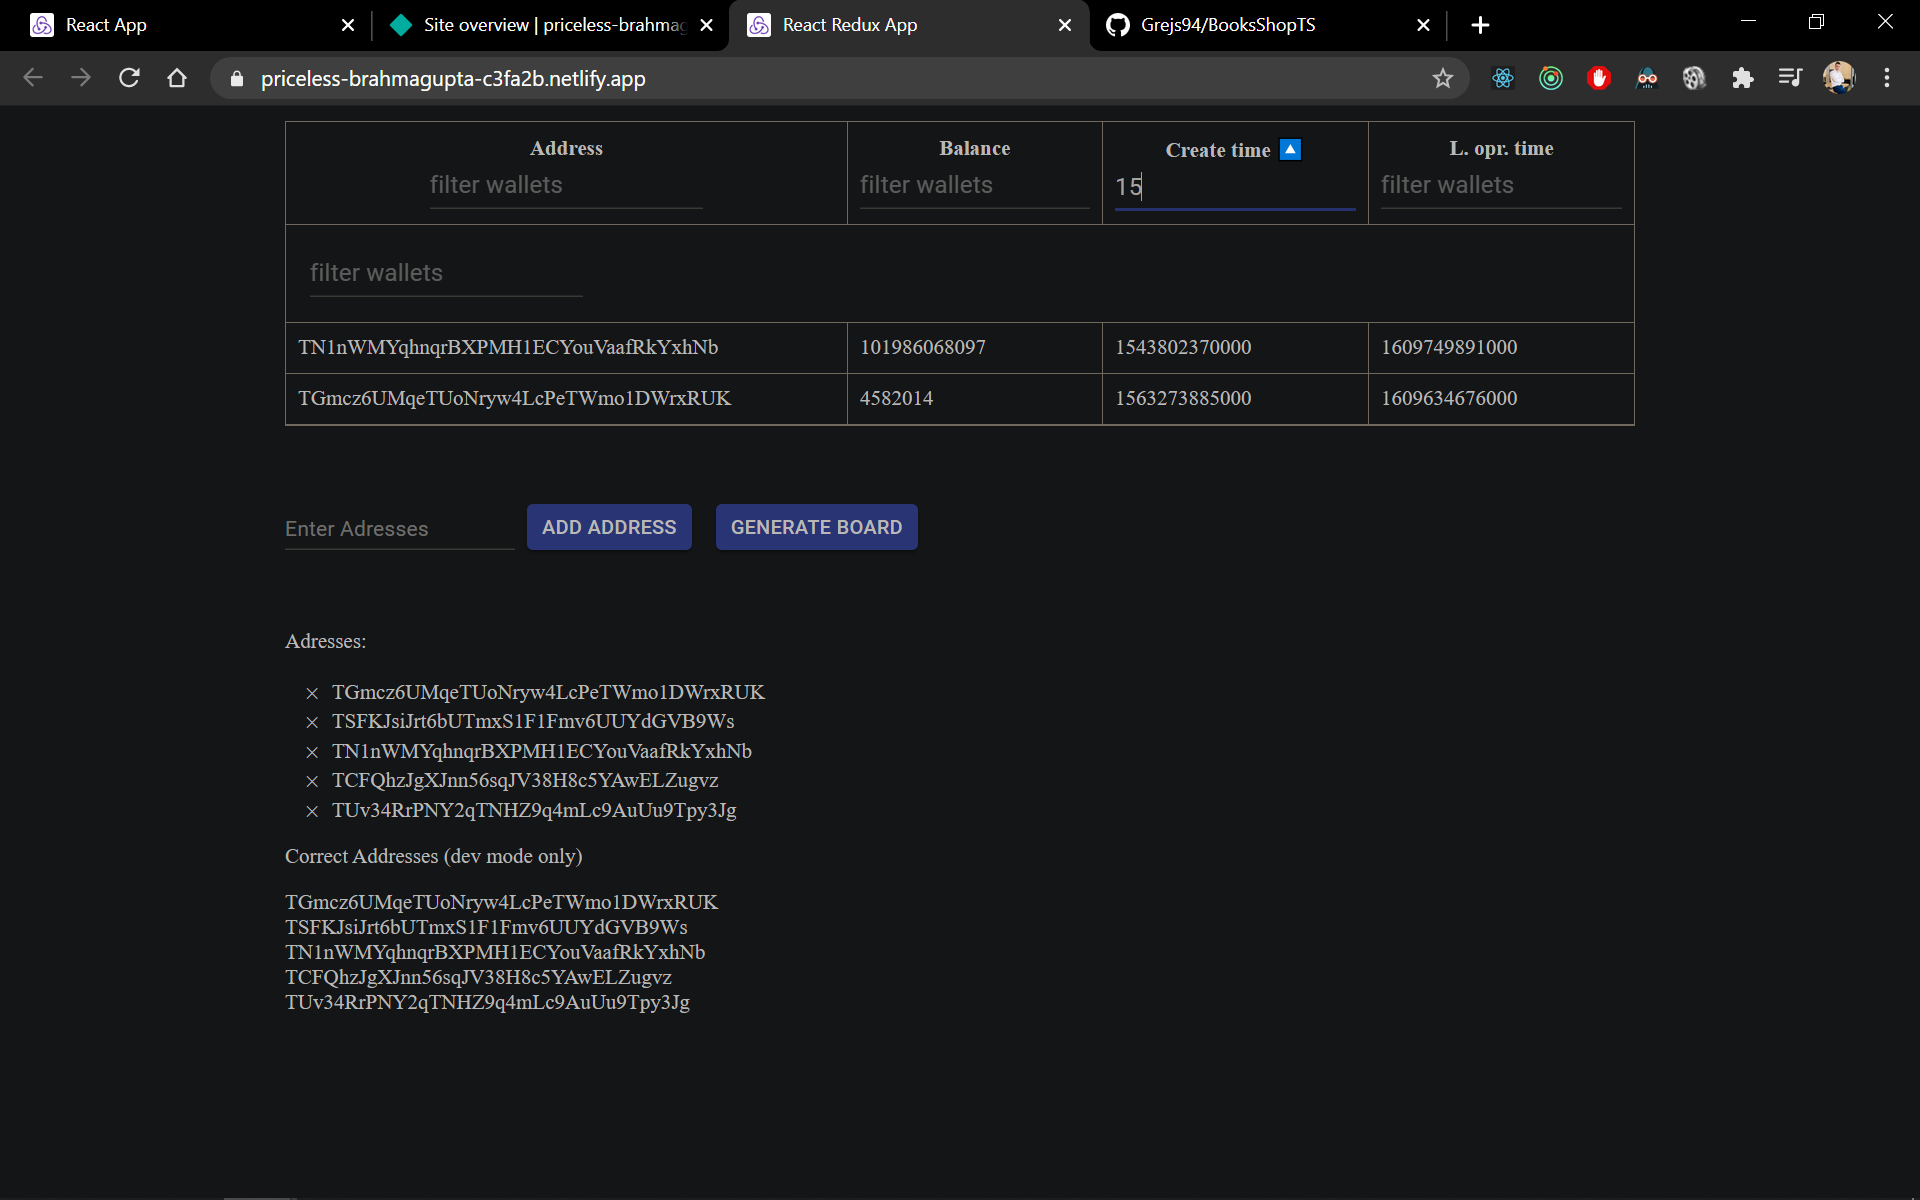 React App
Site overview | priceless-brahmag
React Redux App
Grejs94/BooksShopTS
priceless-brahmagupta-c3fa2b.netlify.app
Address Balance Create time L. opr. time
filter wallets filter wallets 15 filter wallets
filter wallets
TN1nWMYqhnqrBXPMH1ECYouVaafRkYxhNb 101986068097 1543802370000 1609749891000
TGmcz6UMqeTUoNryw4LcPeTWmo1DWrxRUK 4582014 1563273885000 1609634676000
Enter Adresses ADD ADDRESS GENERATE BOARD
Adresses:
TGmcz6UMqeTUoNryw4LcPeTWmo1DWrxRUK
TSFKJsiJrt6bUTmxS1F1Fmv6UUYdGVB9Ws
TN1nWMYqhnqrBXPMH1ECYouVaafRkYxhNb
TCFQhzJgXJnn56sqJV38H8c5YAwELZugvz
TUv34RrPNY2qTNHZ9q4mLc9AuUu9Tpy3Jg
Correct Addresses (dev mode only)
TGmcz6UMqeTUoNryw4LcPeTWmo1DWrxRUK
TSFKJsiJrt6bUTmxS1F1Fmv6UUYdGVB9Ws
TN1nWMYqhnqrBXPMH1ECYouVaafRkYxhNb
TCFQhzJgXJnn56sqJV38H8c5YAwELZugvz
TUv34RrPNY2qTNHZ9q4mLc9AuUu9Tpy3Jg